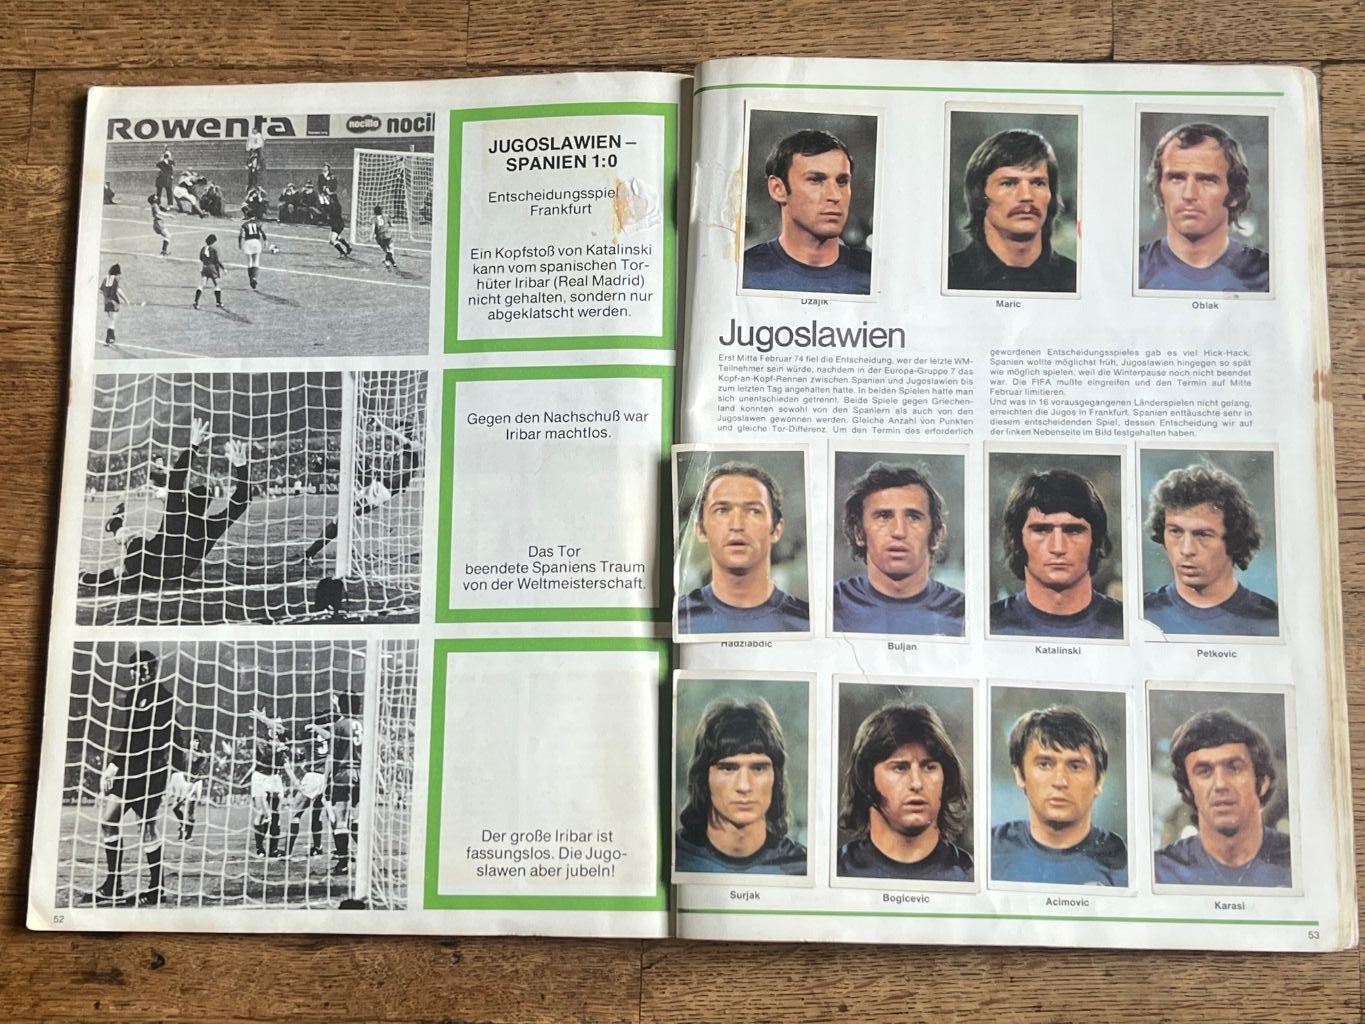 Rowenta nocilla nocil
JUGOSLAWIEN –
SPANIEN 1:0
Entscheidungsspiel
Frankfurt
Ein Kopfstoß von Katalinski
kann vom spanischen Tor-
hüter Iribar (Real Madrid)
nicht gehalten, sondern nur
abgeklatscht werden.
Gegen den Nachschuß war
Iribar machtlos.
Das Tor
beendete Spaniens Traum
von der Weltmeisterschaft.
Der große Iribar ist
fassungslos. Die Jugo-
slawen aber jubeln!
52
Dzajik
Maric
Oblak
Jugoslawien
Erst Mitte Februar 74 fiel die Entscheidung, wer der letzte WM-
Teilnehmer sein würde, nachdem in der Europa-Gruppe 7 das
Kopf-an-Kopf-Rennen zwischen Spanien und Jugoslawien bis
zum letzten Tag angehalten hatte. In beiden Spielen hatte man
sich unentschieden getrennt. Beide Spiele gegen Griechen-
land konnten sowohl von den Spaniern als auch von den
Jugoslawen gewonnen werden. Gleiche Anzahl von Punkten
und gleiche Tor-Differenz. Um den Termin des erforderlich
gewordenen Entscheidungsspieles gab es viel Hick-Hack.
Spanien wollte möglichst früh, Jugoslawien hingegen so spät
wie möglich spielen, weil die Winterpause noch nicht beendet
war. Die FIFA mußte eingreifen und den Termin auf Mitte
Februar limitieren.
Und was in 16 vorausgegangenen Länderspielen nicht gelang,
erreichten die Jugos in Frankfurt. Spanien enttäuschte sehr in
diesem entscheidenden Spiel, dessen Entscheidung wir auf
der linken Nebenseite im Bild festgehalten haben.
Hadziabdic
Buljan
Katalinski
Petkovic
Surjak
Bogicevic
Acimovic
Karasi
53